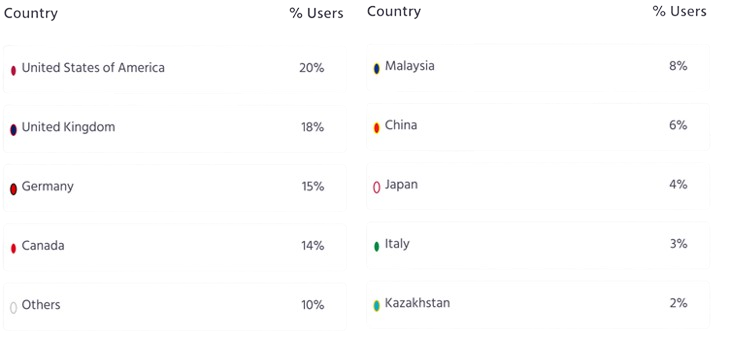 Country % Users
United States of America 20%
United Kingdom 18%
Germany 15%
Canada 14%
Others 10%
Country % Users
Malaysia 8%
China 6%
Japan 4%
Italy 3%
Kazakhstan 2%